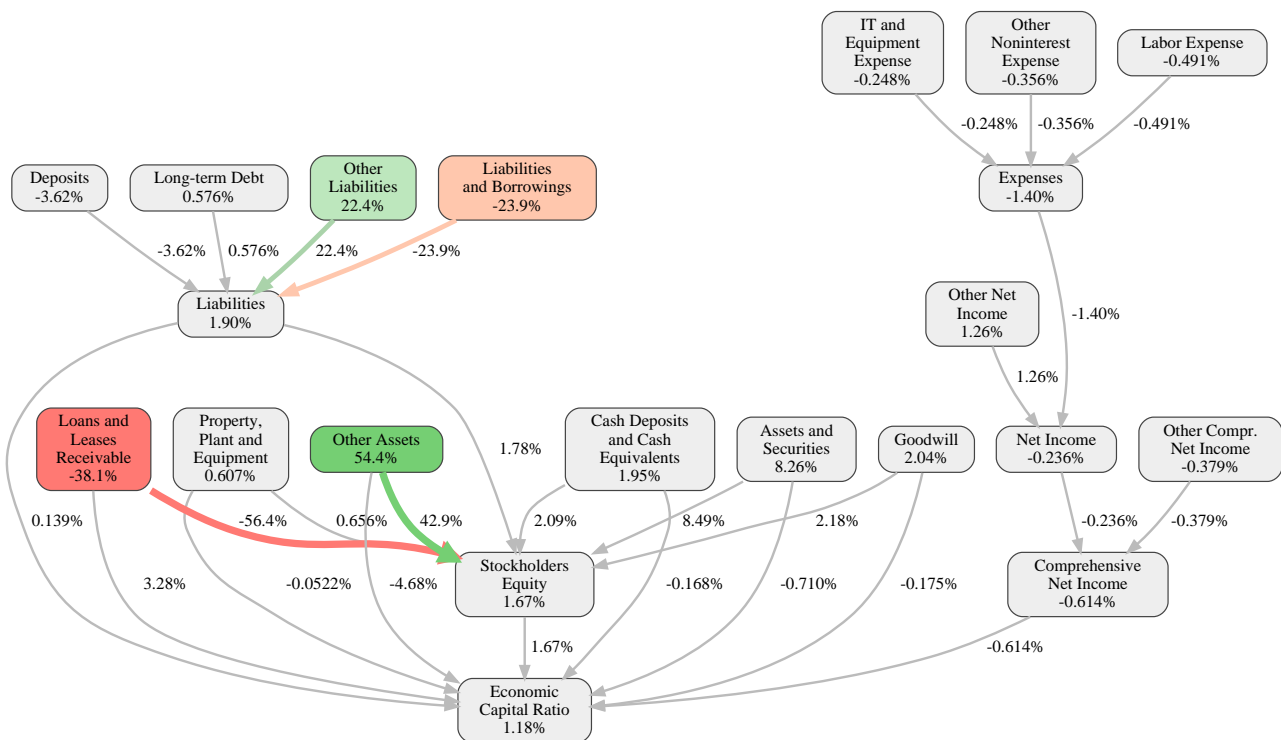 IT and
Equipment
Expense
-0.248%
Other
Noninterest
Expense
-0.356%
Labor Expense
-0.491%
-0.248%
-0.356%
-0.491%
Deposits
-3.62%
Long-term Debt
0.576%
Other
Liabilities
22.4%
Liabilities
and Borrowings
-23.9%
Expenses
-1.40%
-3.62%
0.576%
22.4%
-23.9%
Liabilities
1.90%
Other Net
Income
1.26%
-1.40%
1.26%
Loans and
Leases
Receivable
-38.1%
Property,
Plant and
Equipment
0.607%
Other Assets
54.4%
1.78%
Cash Deposits
and Cash
Equivalents
1.95%
Assets and
Securities
8.26%
Goodwill
2.04%
Net Income
-0.236%
Other Compr.
Net Income
-0.379%
0.139%
-56.4%
0.656%
42.9%
2.09%
8.49%
2.18%
-0.236%
-0.379%
Stockholders
Equity
1.67%
Comprehensive
Net Income
-0.614%
3.28%
-0.0522%
-4.68%
-0.168%
-0.710%
-0.175%
1.67%
-0.614%
Economic
Capital Ratio
1.18%